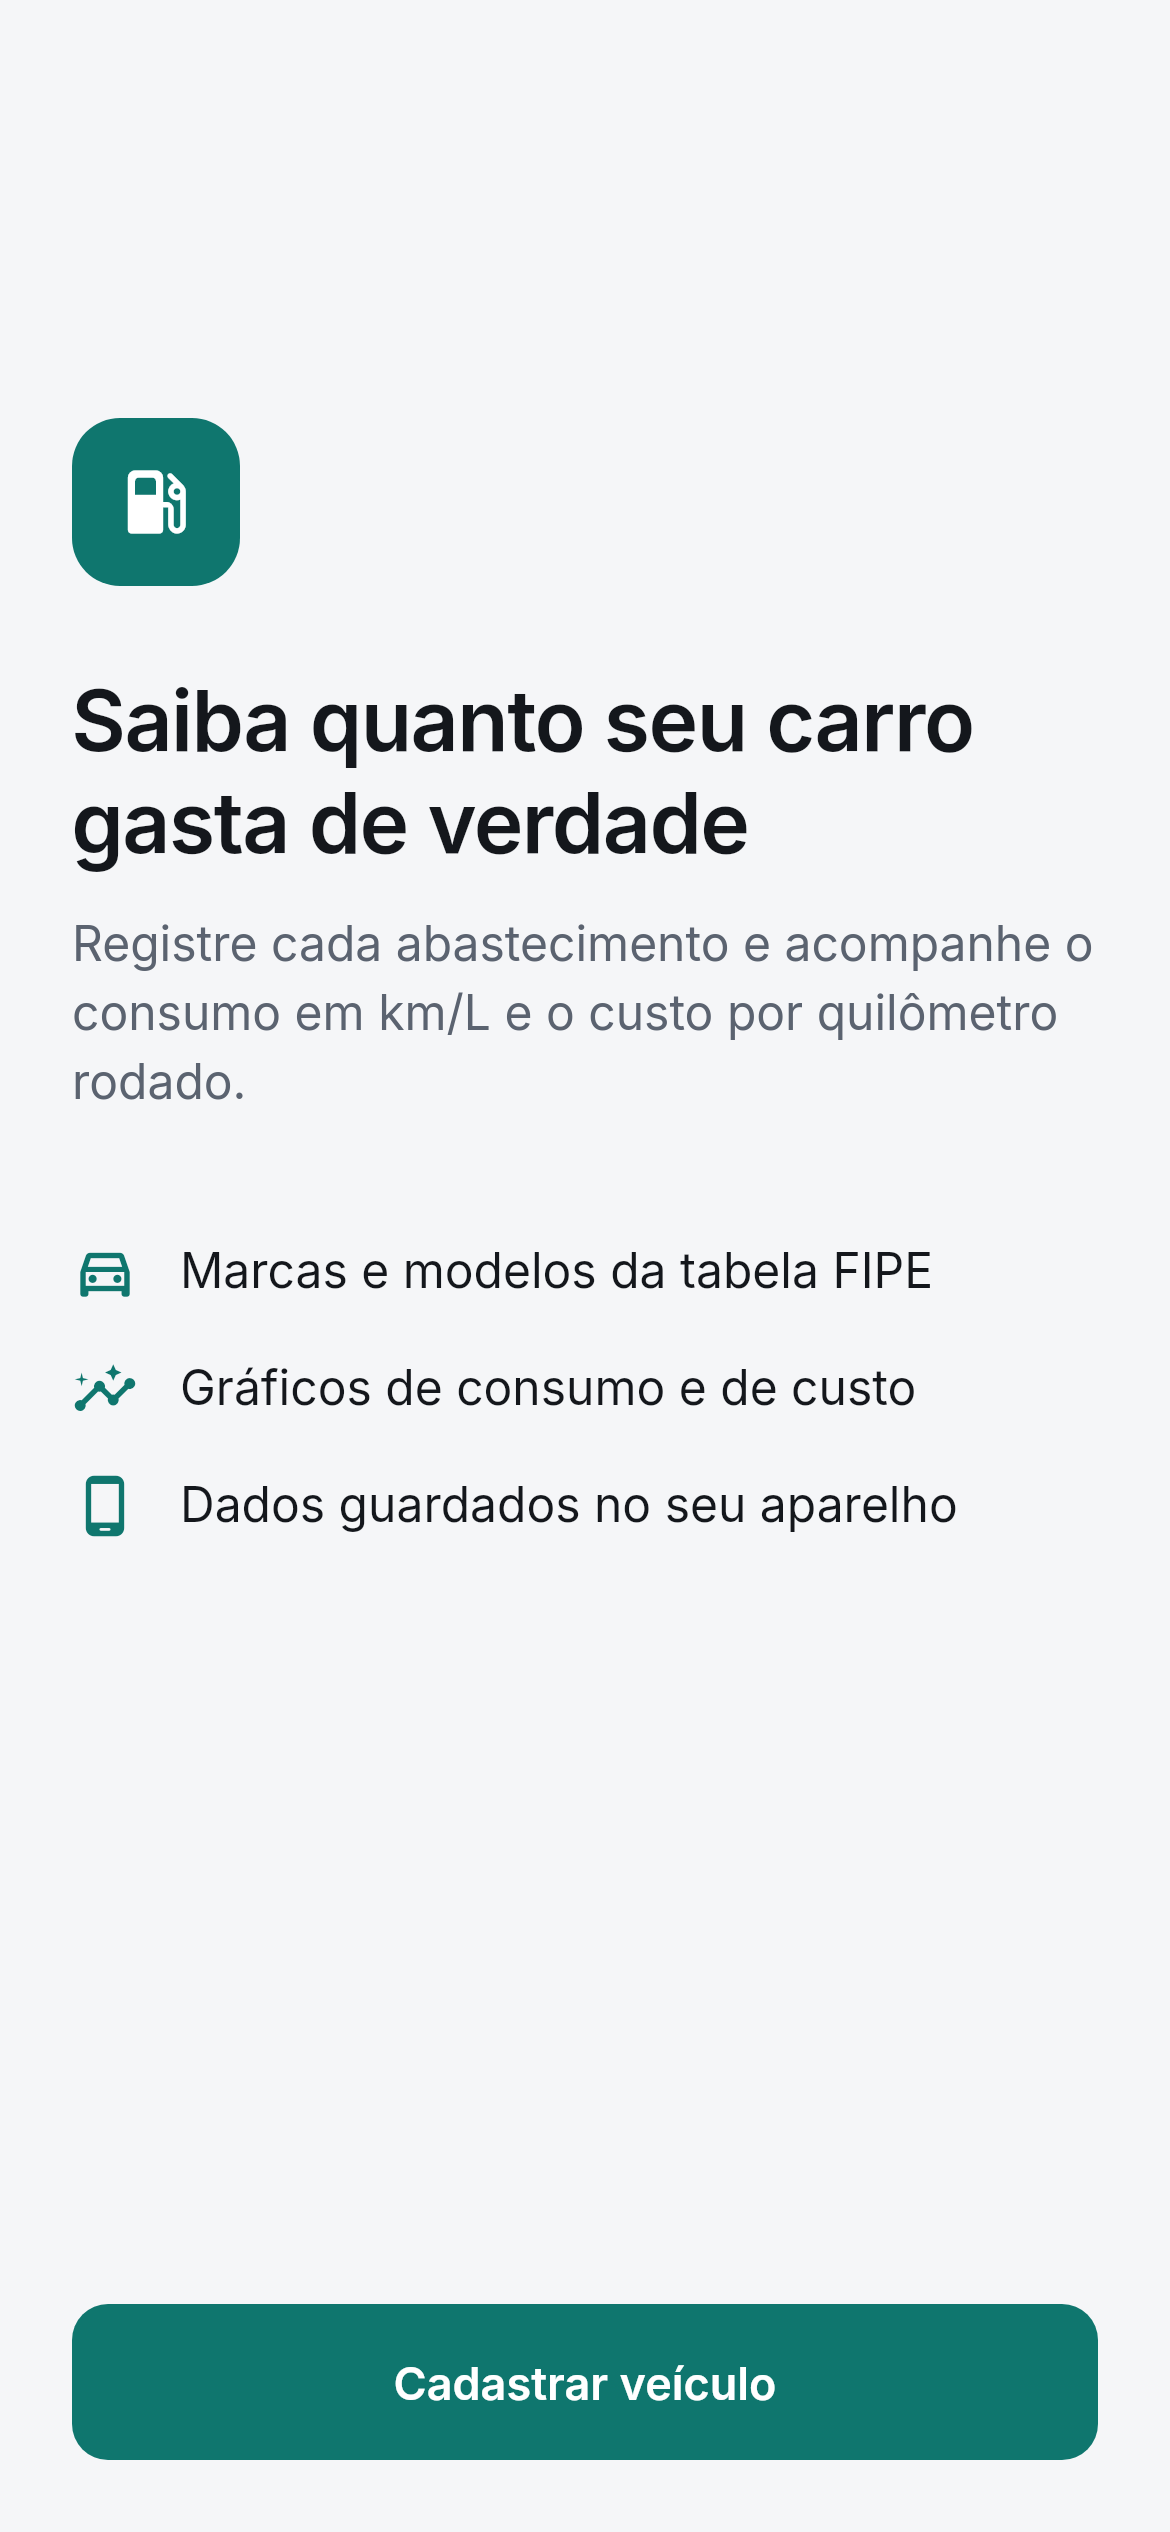 Saiba quanto seu carro
gasta de verdade
Registre cada abastecimento e acompanhe o
consumo em km/L e o custo por quilômetro
rodado.
Marcas e modelos da tabela FIPE
Gráficos de consumo e de custo
Dados guardados no seu aparelho
Cadastrar veículo